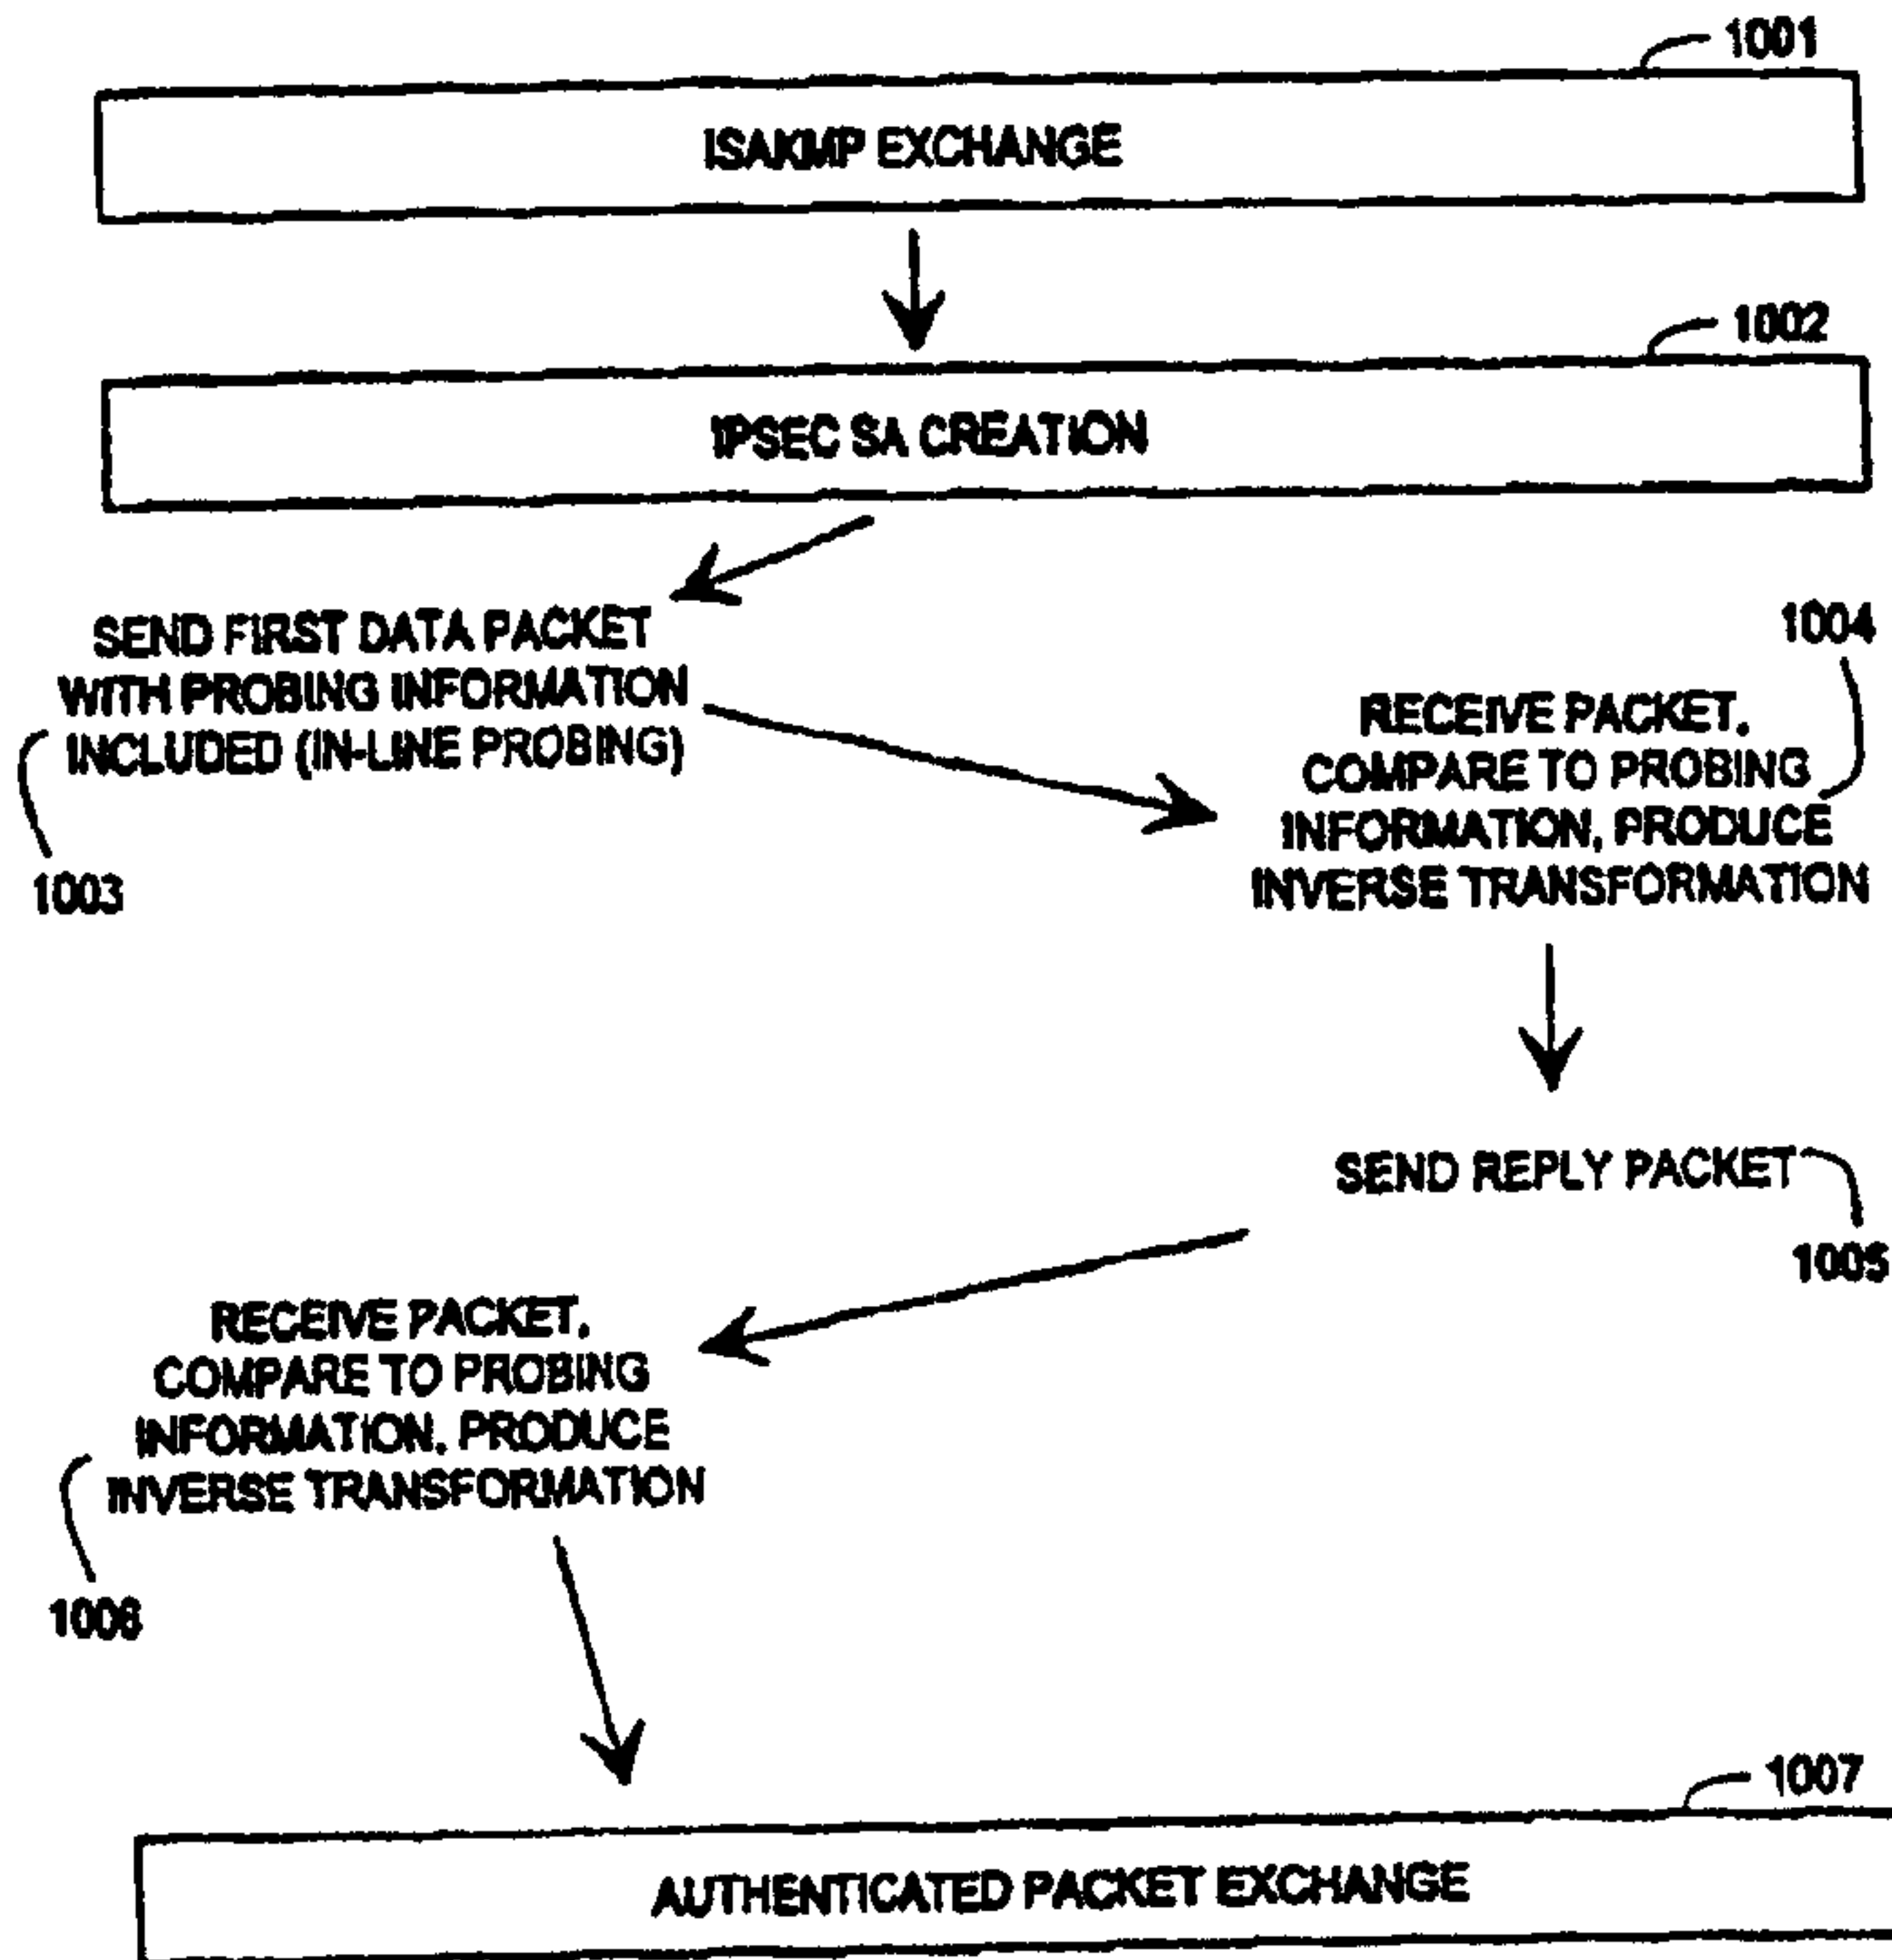 1001
ISAKMP EXCHANGE
1002
IPSEC SA CREATION
SEND FIRST DATA PACKET
WITH PROBING INFORMATION
INCLUDED (IN-LINE PROBING)
1003
1004
RECEIVE PACKET,
COMPARE TO PROBING
INFORMATION, PRODUCE
INVERSE TRANSFORMATION
SEND REPLY PACKET
1005
RECEIVE PACKET,
COMPARE TO PROBING
INFORMATION, PRODUCE
INVERSE TRANSFORMATION
1006
1007
AUTHENTICATED PACKET EXCHANGE